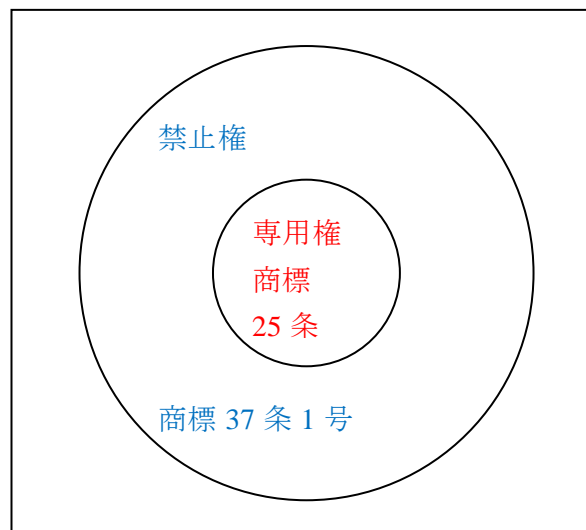 禁止権
専用権
商標
25 条
商標 37 条 1 号